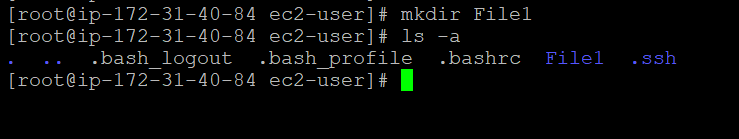 [root@ip-172-31-40-84 ec2-user]# mkdir File1
[root@ip-172-31-40-84 ec2-user]# ls -a
.  ..  .bash_logout  .bash_profile  .bashrc  File1  .ssh
[root@ip-172-31-40-84 ec2-user]#